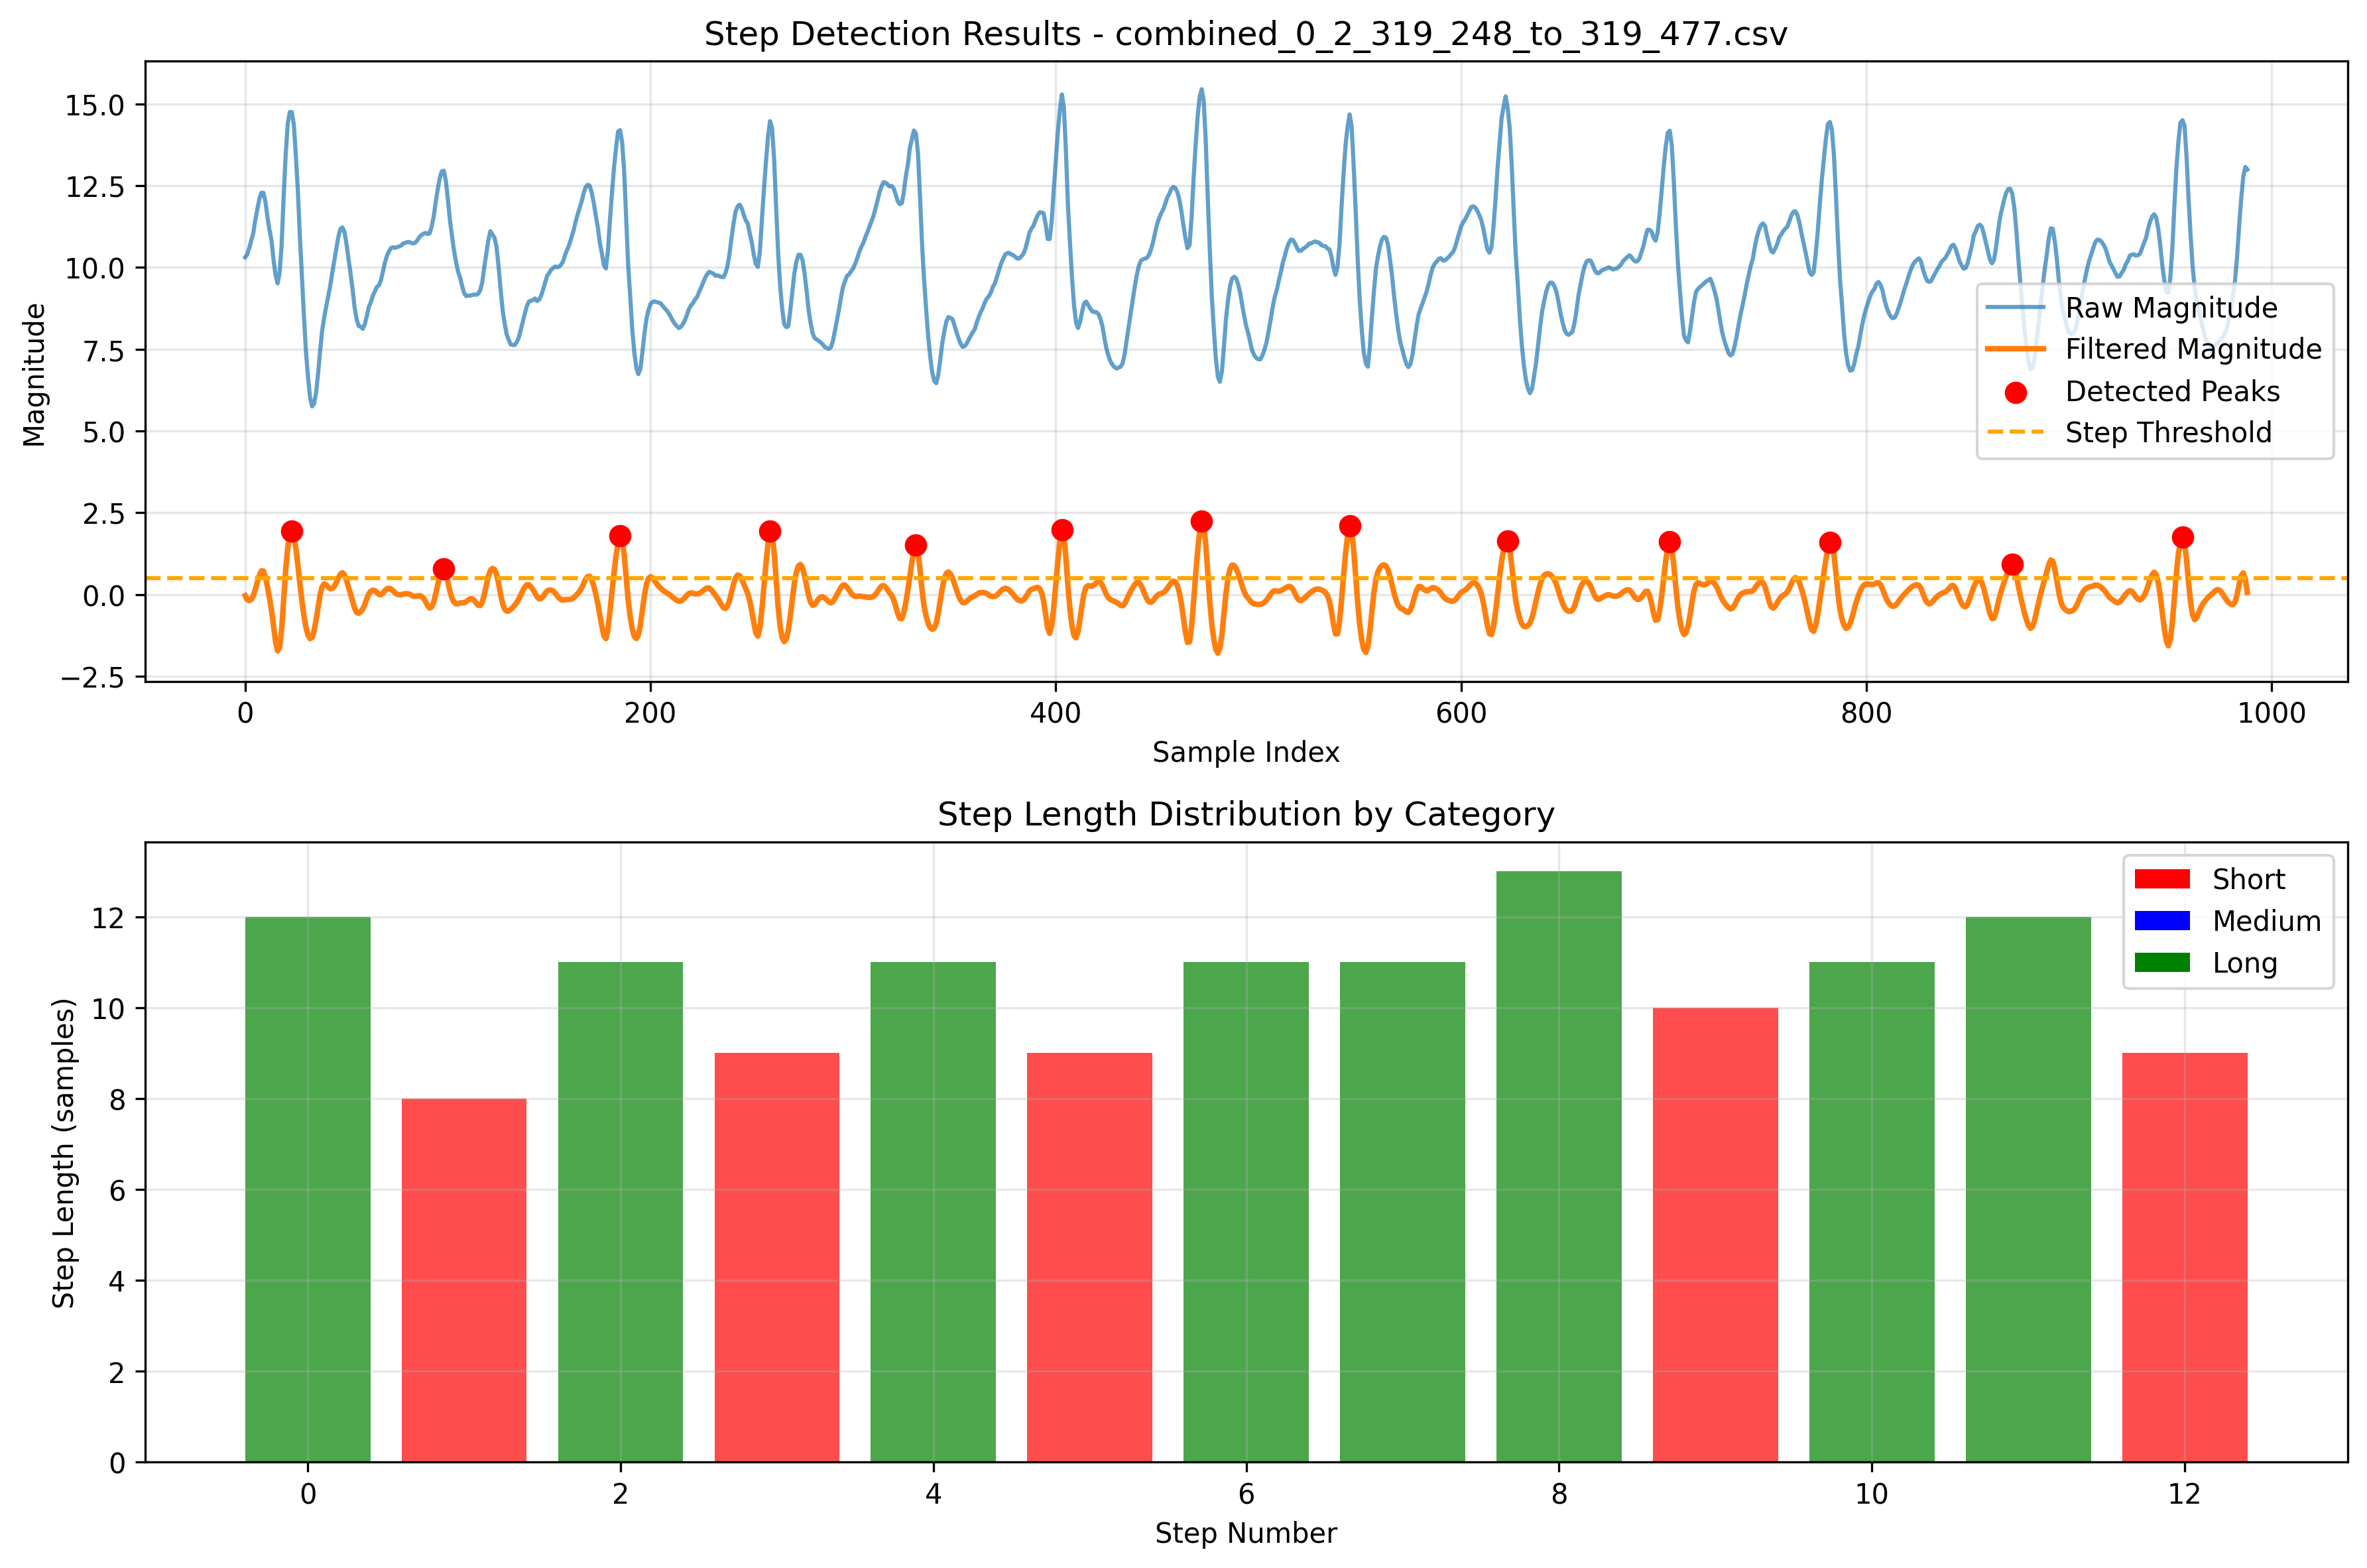 Step Detection Results - combined_0_2_319_248_to_319_477.csv
Magnitude
15.0
12.5
10.0
7.5
5.0
2.5
0.0
−2.5
Raw Magnitude
Filtered Magnitude
Detected Peaks
Step Threshold
0 200 400 600 800 1000
Sample Index
Step Length Distribution by Category
Step Length (samples)
12
10
8
6
4
2
0
Short
Medium
Long
0 2 4 6 8 10 12
Step Number